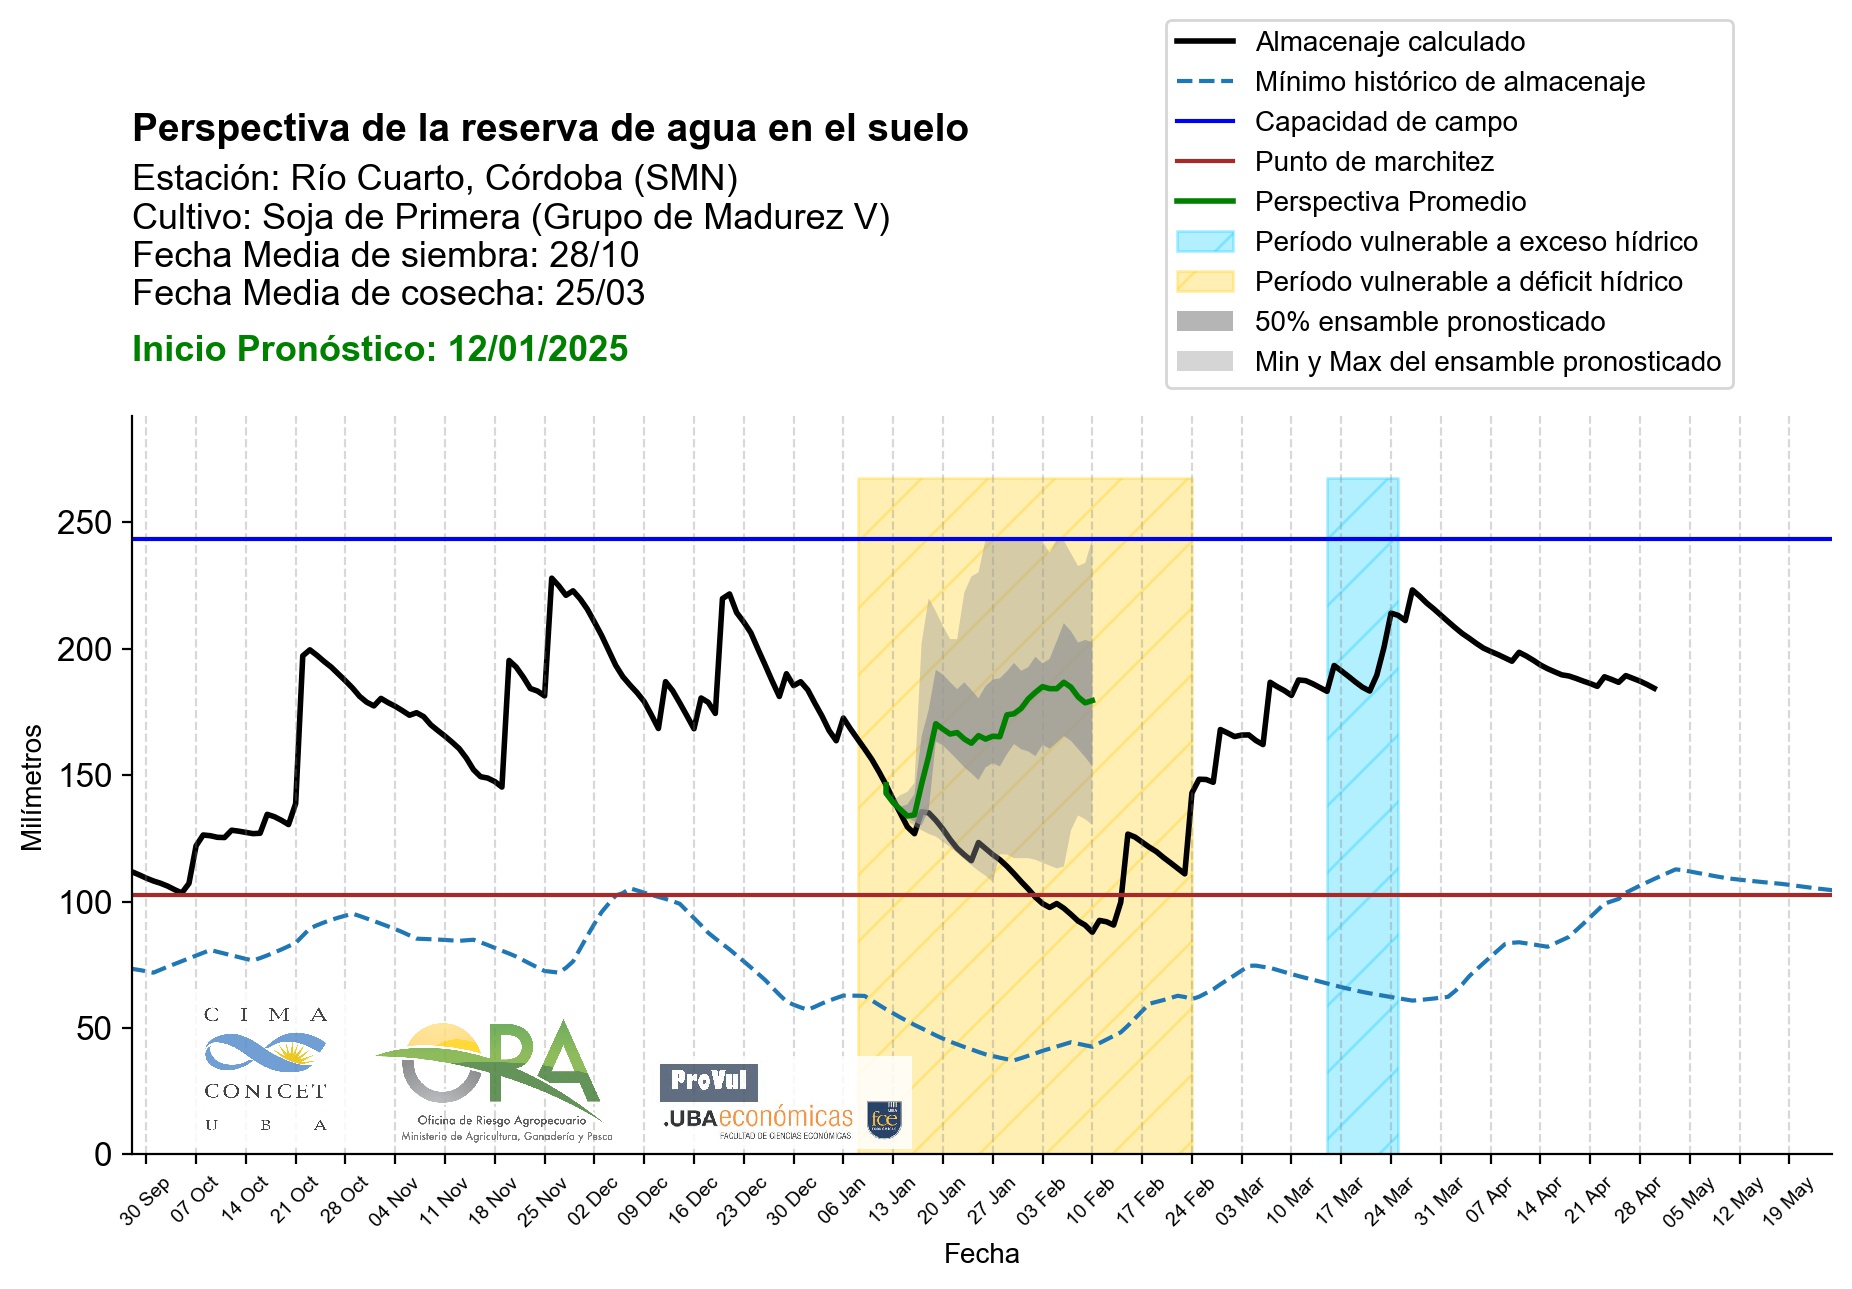 Almacenaje calculado
Mínimo histórico de almacenaje
Capacidad de campo
Punto de marchitez
Perspectiva Promedio
Período vulnerable a exceso hídrico
Período vulnerable a déficit hídrico
50% ensamble pronosticado
Min y Max del ensamble pronosticado
Perspectiva de la reserva de agua en el suelo
Estación: Río Cuarto, Córdoba (SMN)
Cultivo: Soja de Primera (Grupo de Madurez V)
Fecha Media de siembra: 28/10
Fecha Media de cosecha: 25/03
Inicio Pronóstico: 12/01/2025
Milímetros
250
200
150
100
50
0
C I M A
CONICET
U B A
ORA
Oficina de Riesgo Agropecuario
Ministerio de Agricultura, Ganadería y Pesca
ProVul
.UBAeconómicas
FACULTAD DE CIENCIAS ECONÓMICAS
fce
30 Sep
07 Oct
14 Oct
21 Oct
28 Oct
04 Nov
11 Nov
18 Nov
25 Nov
02 Dec
09 Dec
16 Dec
23 Dec
30 Dec
06 Jan
13 Jan
20 Jan
27 Jan
03 Feb
10 Feb
17 Feb
24 Feb
03 Mar
10 Mar
17 Mar
24 Mar
31 Mar
07 Apr
14 Apr
21 Apr
28 Apr
05 May
12 May
19 May
Fecha